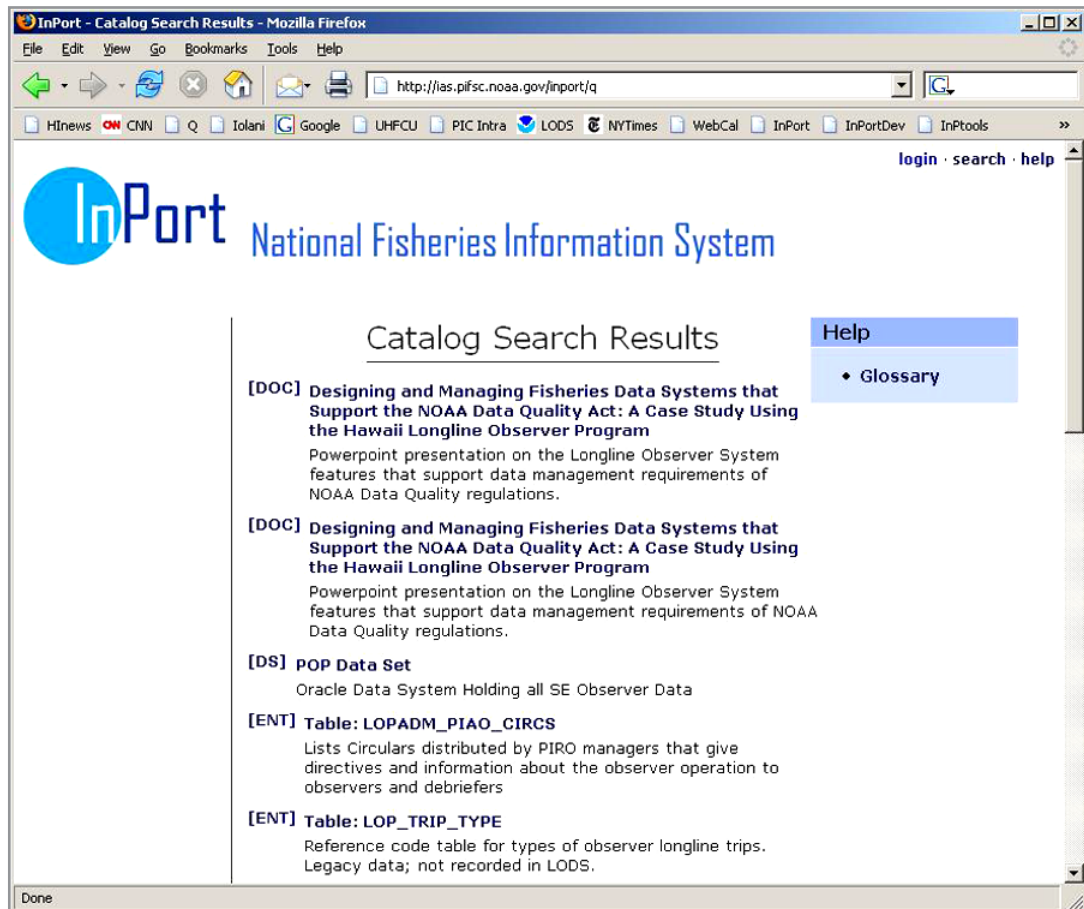 InPort - Catalog Search Results - Mozilla Firefox
File Edit View Go Bookmarks Tools Help
http://ias.pifsc.noaa.gov/inport/q
G
HInews CNN Q Iolani G Google UHFCU PIC Intra LODS NYTimes WebCal InPort InPortDev InPtools »
login · search · help
InPort National Fisheries Information System
Catalog Search Results
Help
• Glossary
[DOC] Designing and Managing Fisheries Data Systems that
Support the NOAA Data Quality Act: A Case Study Using
the Hawaii Longline Observer Program
Powerpoint presentation on the Longline Observer System
features that support data management requirements of
NOAA Data Quality regulations.
[DOC] Designing and Managing Fisheries Data Systems that
Support the NOAA Data Quality Act: A Case Study Using
the Hawaii Longline Observer Program
Powerpoint presentation on the Longline Observer System
features that support data management requirements of NOAA
Data Quality regulations.
[DS] POP Data Set
Oracle Data System Holding all SE Observer Data
[ENT] Table: LOPADM_PIAO_CIRCS
Lists Circulars distributed by PIRO managers that give
directives and information about the observer operation to
observers and debriefers
[ENT] Table: LOP_TRIP_TYPE
Reference code table for types of observer longline trips.
Legacy data; not recorded in LODS.
Done